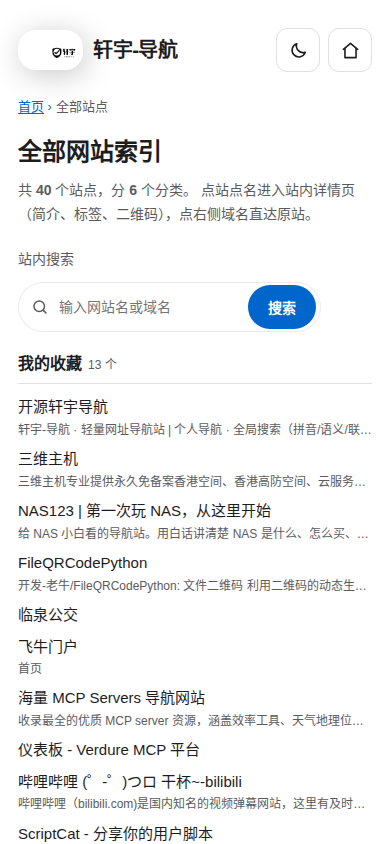 轩宇-导航
首页 › 全部站点
全部网站索引
共 40 个站点，分 6 个分类。 点站点名进入站内详情页
（简介、标签、二维码），点右侧域名直达原站。
站内搜索
输入网站名或域名
搜索
我的收藏 13 个
开源轩宇导航
轩宇-导航 · 轻量网址导航站 | 个人导航 · 全局搜索（拼音/语义/联...
三维主机
三维主机专业提供永久免备案香港空间、香港高防空间、云服务...
NAS123 | 第一次玩 NAS，从这里开始
给 NAS 小白看的导航站。用白话讲清楚 NAS 是什么、怎么买、...
FileQRCodePython
开发-老牛/FileQRCodePython: 文件二维码 利用二维码的动态生...
临泉公交
飞牛门户
首页
海量 MCP Servers 导航网站
收录最全的优质 MCP server 资源，涵盖效率工具、天气地理位...
仪表板 - Verdure MCP 平台
哔哩哔哩 (゜-゜)つロ 干杯~-bilibili
哔哩哔哩（bilibili.com)是国内知名的视频弹幕网站，这里有及时...
ScriptCat - 分享你的用户脚本